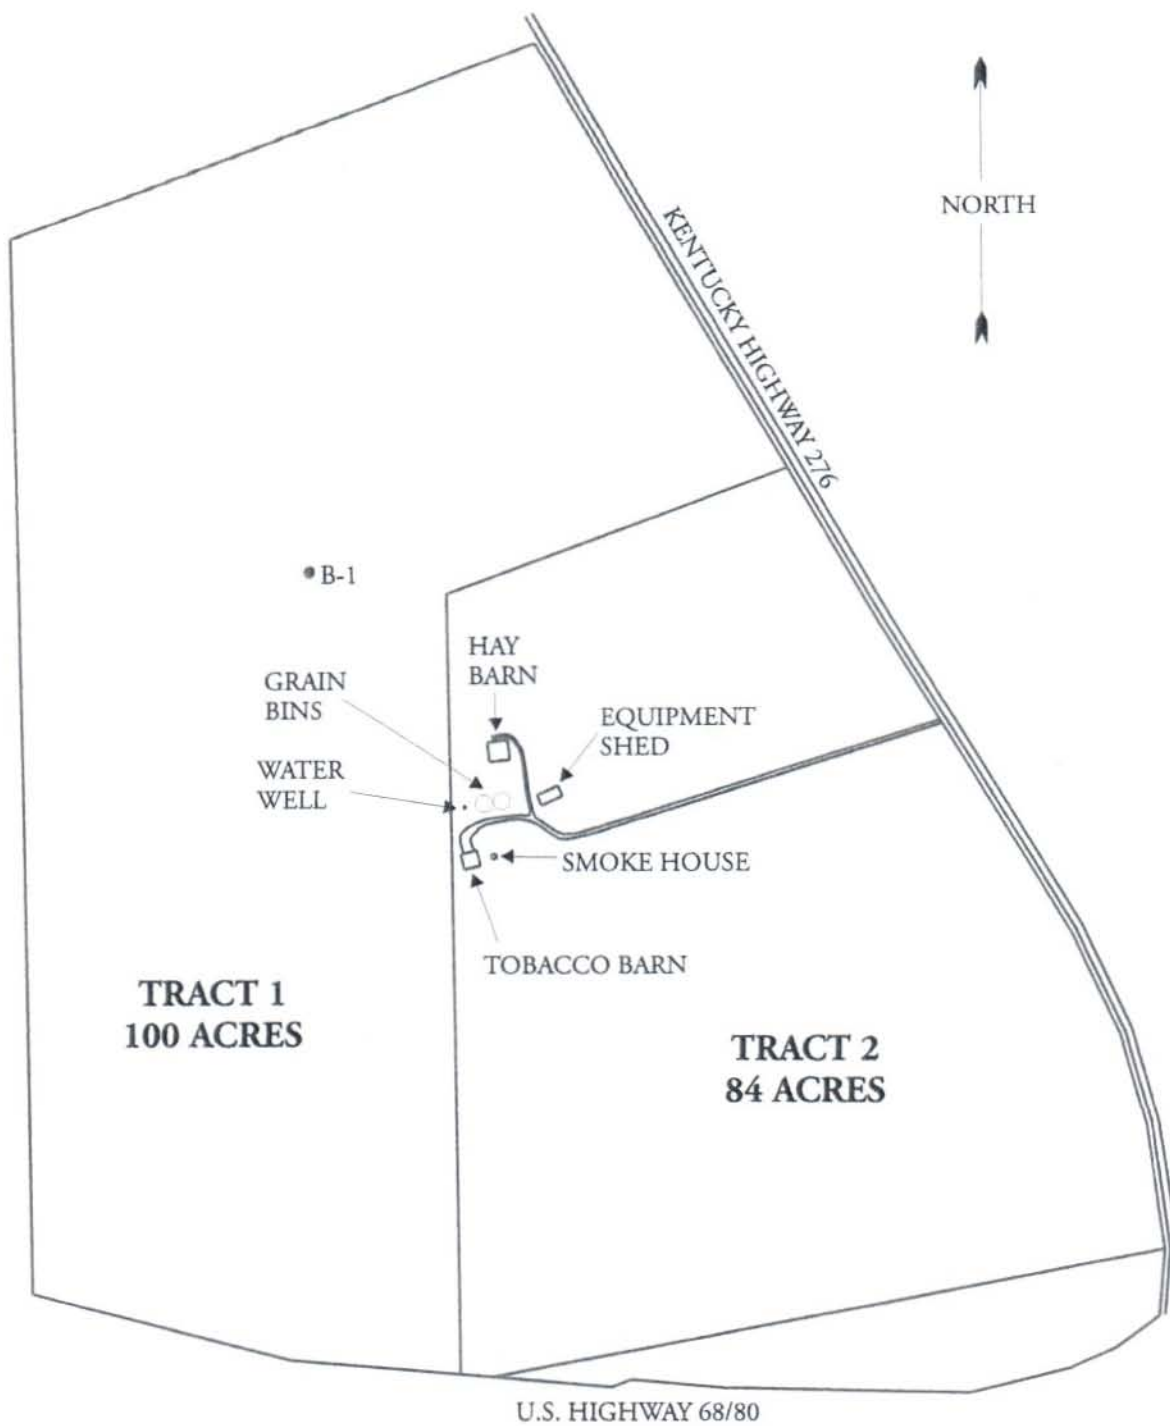 NORTH
KENTUCKY HIGHWAY 276
B-1
HAY
BARN
GRAIN
BINS
EQUIPMENT
SHED
WATER
WELL
SMOKE HOUSE
TOBACCO BARN
TRACT 1
100 ACRES
TRACT 2
84 ACRES
U.S. HIGHWAY 68/80